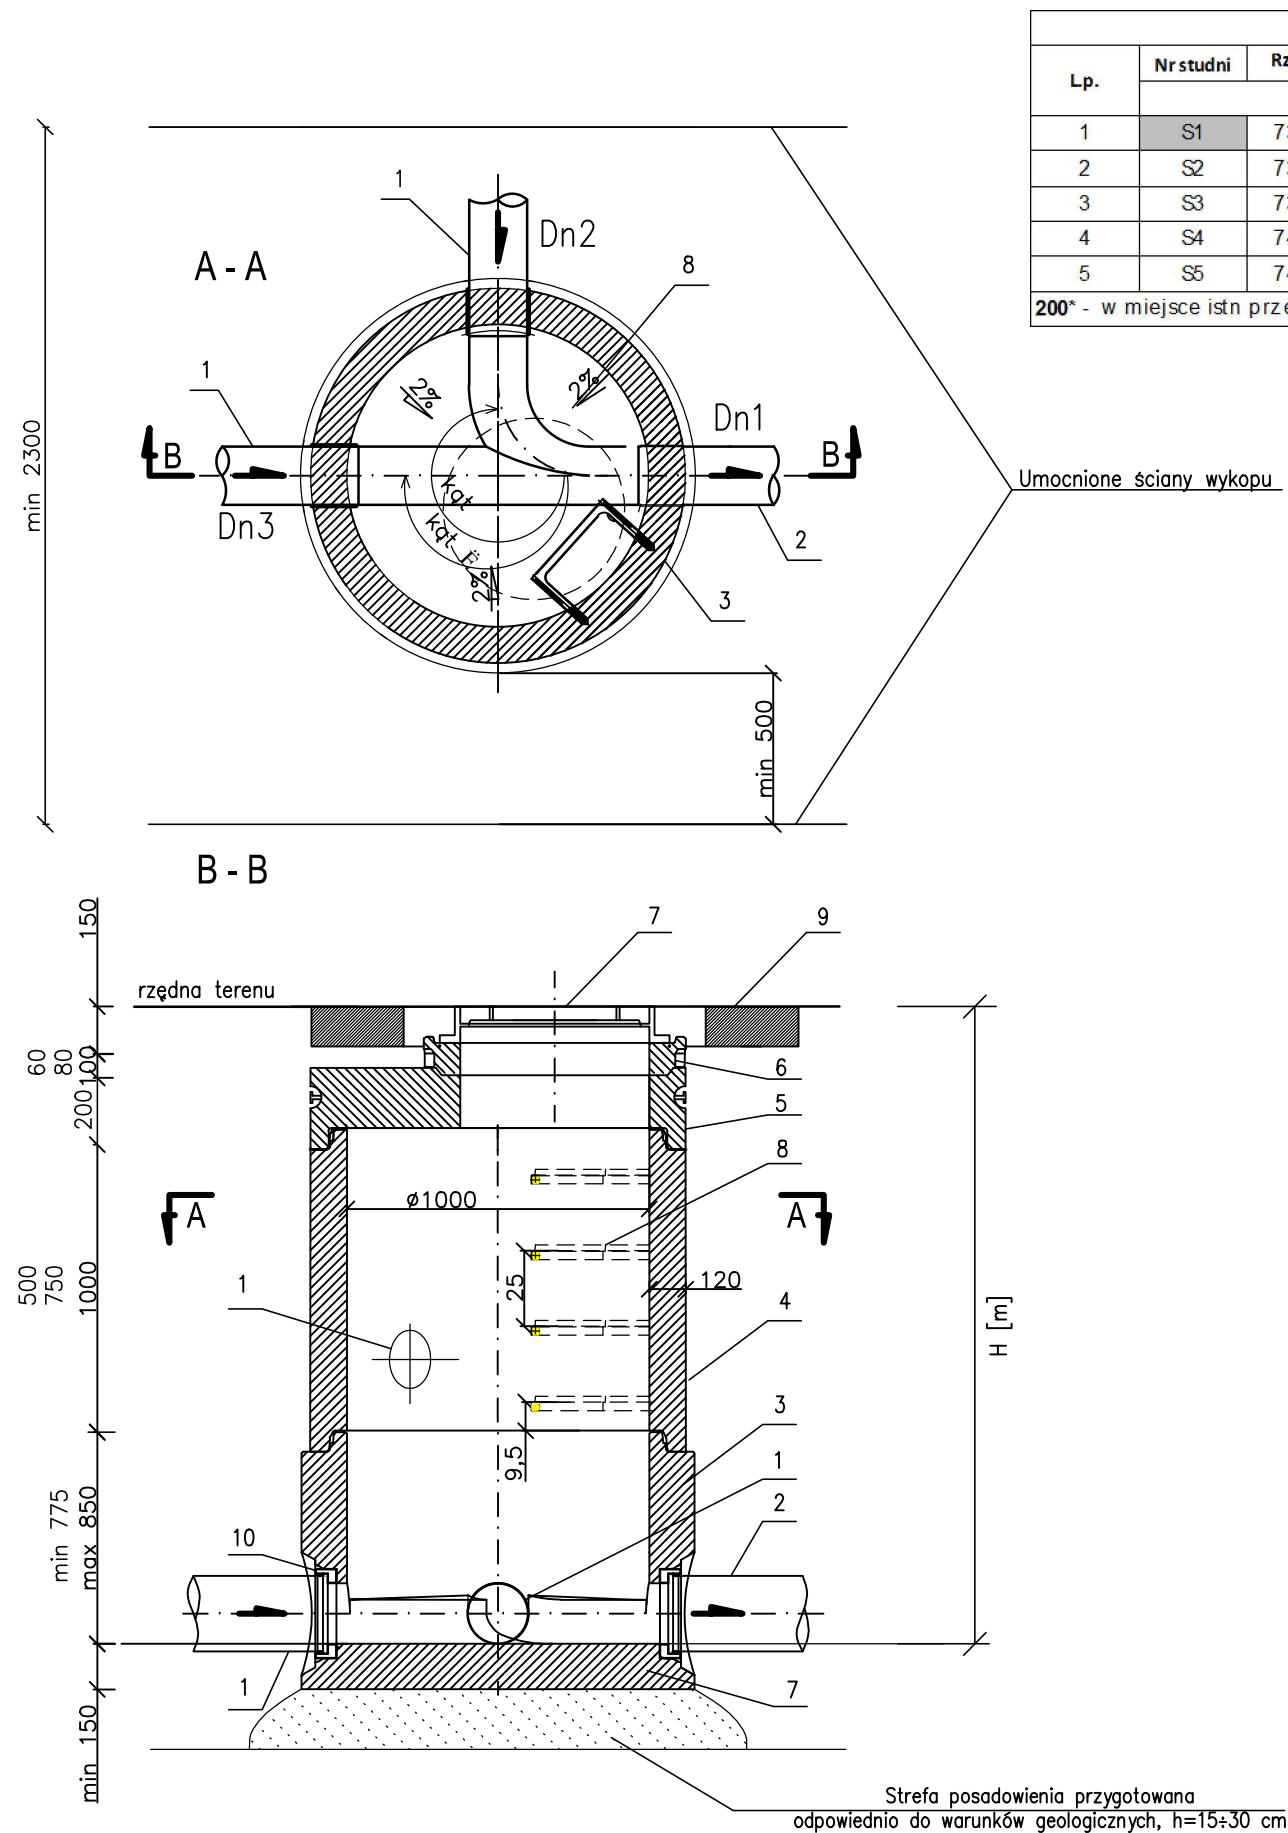 Lp.
Nr studni
1
S1
2
S2
3
S3
4
S4
5
S5
200* - w miejsce istn
A - A
1
Dn2
8
1
2%
2%
Dn1
B
B
min 2300
Umocnione ściany wykopu
Dn3
kąt
kąt
2%
2
3
min 500
B - B
150
7
9
rzędna terenu
60
80
100
6
200
5
8
A
ø1000
A
500
750
1000
1
25
120
4
H [m]
3
9,5
1
min 775
max 850
10
2
1
7
min 150
Strefa posadowienia przygotowana
odpowiednio do warunków geologicznych, h=15÷30 cm